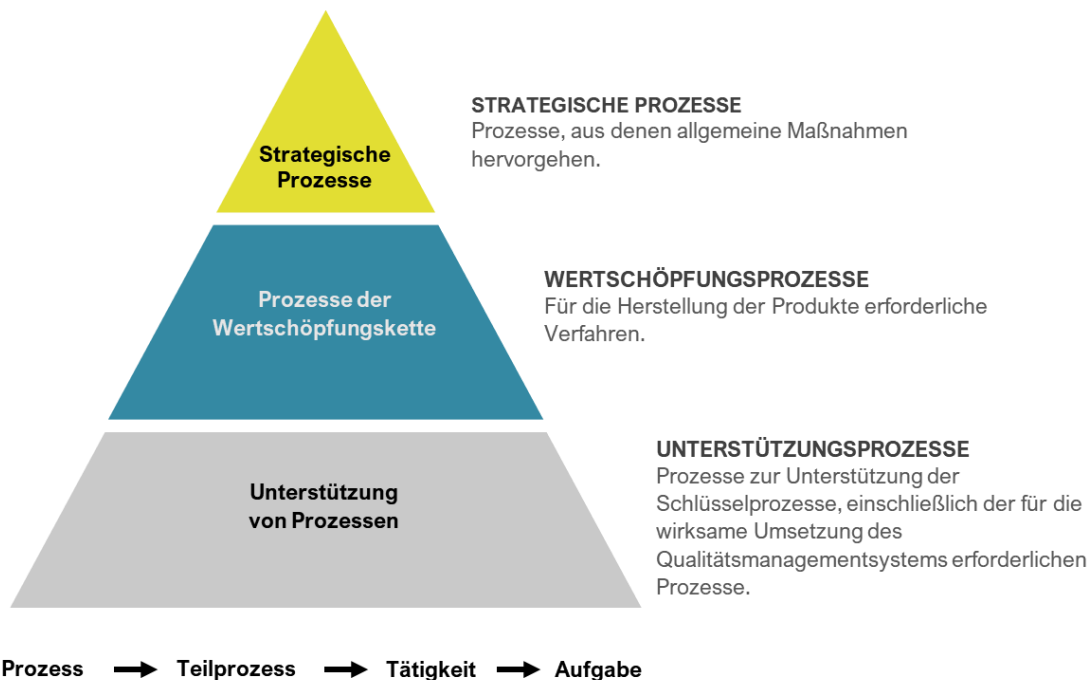 STRATEGISCHE PROZESSE
Prozesse, aus denen allgemeine Maßnahmen
hervorgehen.
Strategische
Prozesse
WERTSCHÖPFUNGSPROZESSE
Für die Herstellung der Produkte erforderliche
Verfahren.
Prozesse der
Wertschöpfungskette
UNTERSTÜTZUNGSPROZESSE
Prozesse zur Unterstützung der
Schlüsselprozesse, einschließlich der für die
wirksame Umsetzung des
Qualitätsmanagementsystems erforderlichen
Prozesse.
Unterstützung
von Prozessen
Prozess Teilprozess Tätigkeit Aufgabe